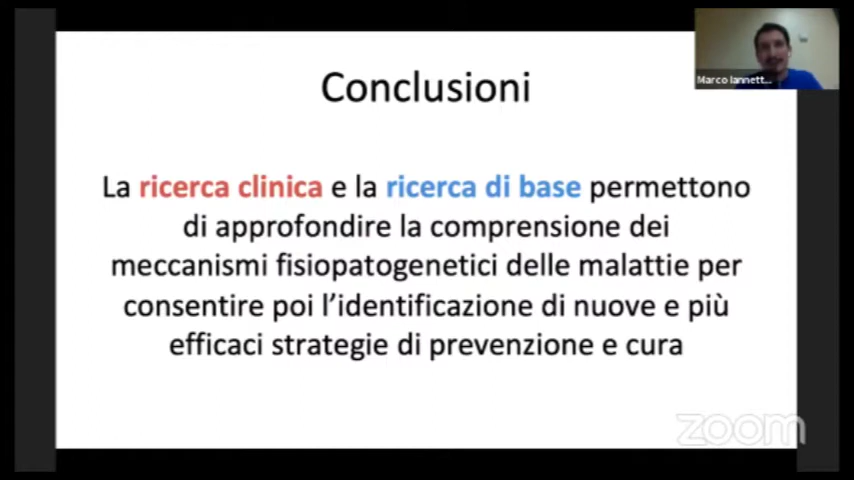 Conclusioni
Marco Iannett...
La ricerca clinica e la ricerca di base permettono
di approfondire la comprensione dei
meccanismi fisiopatogenetici delle malattie per
consentire poi l'identificazione di nuove e più
efficaci strategie di prevenzione e cura
zoom